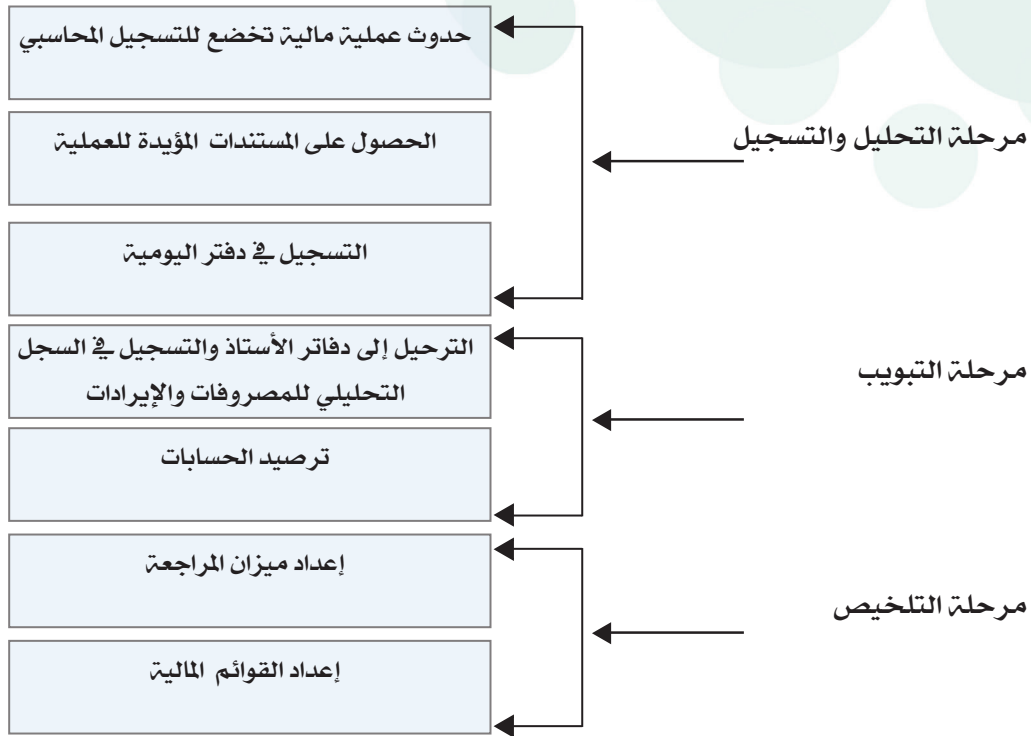 حدوث عملية مالية تخضع للتسجيل المحاسبي
مرحلة التحليل والتسجيل
الحصول على المستندات المؤيدة للعملية
التسجيل في دفتر اليومية
الترحيل إلى دفاتر الأستاذ والتسجيل في السجل
التحليلي للمصروفات والإيرادات
مرحلة التبويب
ترصيد الحسابات
إعداد ميزان المراجعة
مرحلة التلخيص
إعداد القوائم المالية